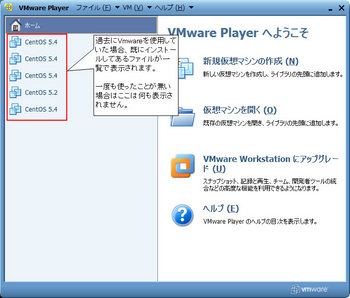 VMware Player ファイル (F) VM (V) ヘルプ (H)
ホーム
CentOS 5.4
CentOS 5.4
CentOS 5.4
CentOS 5.2
CentOS 5.4
過去にVmwareを使用し
ていた場合、既にインス
トールしてあるファイルが一
覧で表示されます。
一度も使ったことが無い
場合はここは何も表示
されません。
VMware Player へようこそ
新規仮想マシンの作成 (N)
新しい仮想マシンを作成し、ライブラリの先頭に追加します。
仮想マシンを開く (O)
既存の仮想マシンを開き、ライブラリの先頭に追加します。
VMware Workstation にアップグレー
ド (U)
スナップショット、記録と再生、チーム、開発者ツールの統
合などの高度な機能を利用できるようになります。
ヘルプ (E)
VMware Player のヘルプの目次を表示します。
vmware